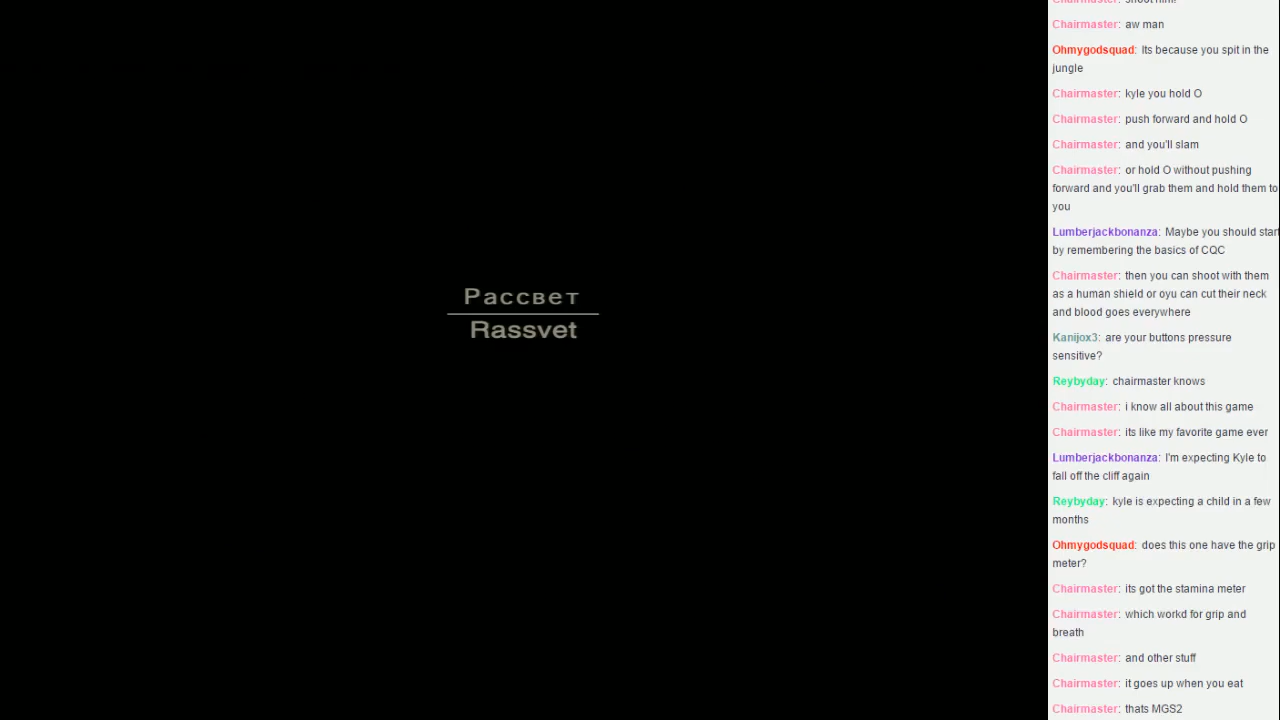 Рассвет
Rassvet
Chairmaster: shoot him!
Chairmaster: aw man
Ohmygodsquad: Its because you spit in the
jungle
Chairmaster: kyle you hold O
Chairmaster: push forward and hold O
Chairmaster: and you'll slam
Chairmaster: or hold O without pushing
forward and you'll grab them and hold them to
you
Lumberjackbonanza: Maybe you should start
by remembering the basics of CQC
Chairmaster: then you can shoot with them
as a human shield or oyu can cut their neck
and blood goes everywhere
Kanijox3: are your buttons pressure
sensitive?
Reybyday: chairmaster knows
Chairmaster: i know all about this game
Chairmaster: its like my favorite game ever
Lumberjackbonanza: I'm expecting Kyle to
fall off the cliff again
Reybyday: kyle is expecting a child in a few
months
Ohmygodsquad: does this one have the grip
meter?
Chairmaster: its got the stamina meter
Chairmaster: which workd for grip and
breath
Chairmaster: and other stuff
Chairmaster: it goes up when you eat
Chairmaster: thats MGS2